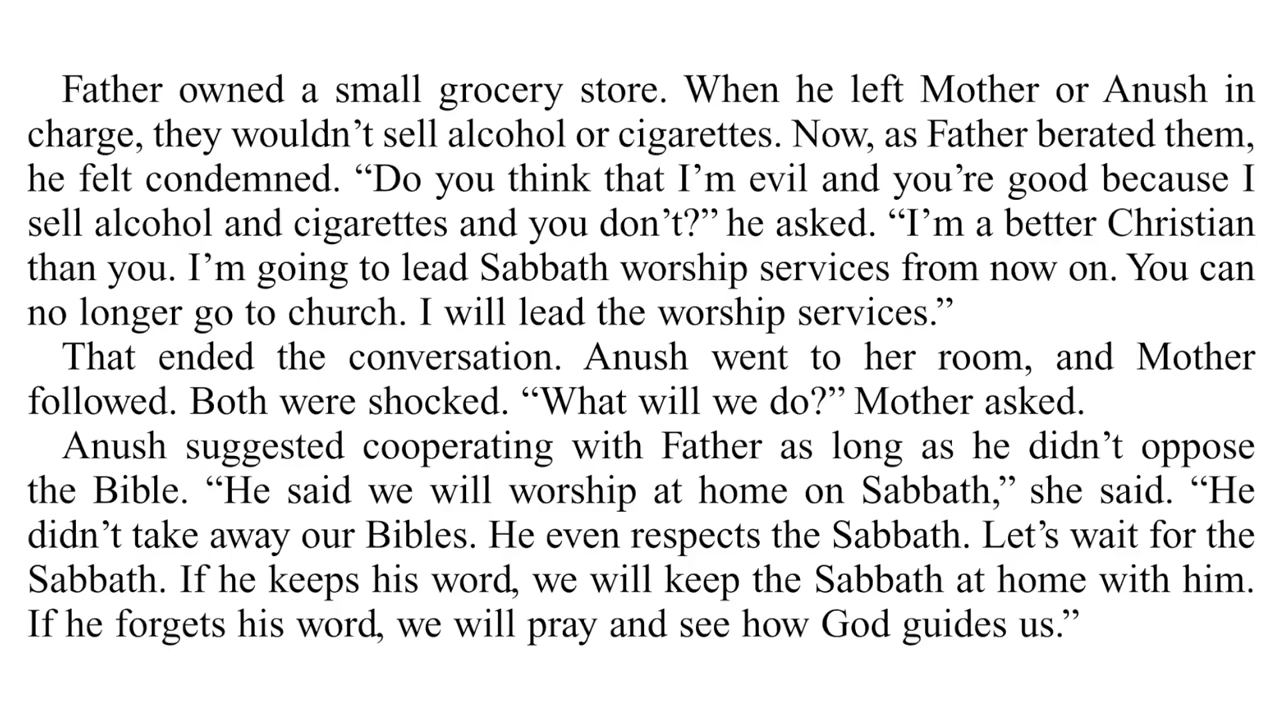 Father owned a small grocery store. When he left Mother or Anush in
charge, they wouldn’t sell alcohol or cigarettes. Now, as Father berated them,
he felt condemned. “Do you think that I’m evil and you’re good because I
sell alcohol and cigarettes and you don’t?” he asked. “I’m a better Christian
than you. I’m going to lead Sabbath worship services from now on. You can
no longer go to church. I will lead the worship services.”
That ended the conversation. Anush went to her room, and Mother
followed. Both were shocked. “What will we do?” Mother asked.
Anush suggested cooperating with Father as long as he didn’t oppose
the Bible. “He said we will worship at home on Sabbath,” she said. “He
didn’t take away our Bibles. He even respects the Sabbath. Let’s wait for the
Sabbath. If he keeps his word, we will keep the Sabbath at home with him.
If he forgets his word, we will pray and see how God guides us.”